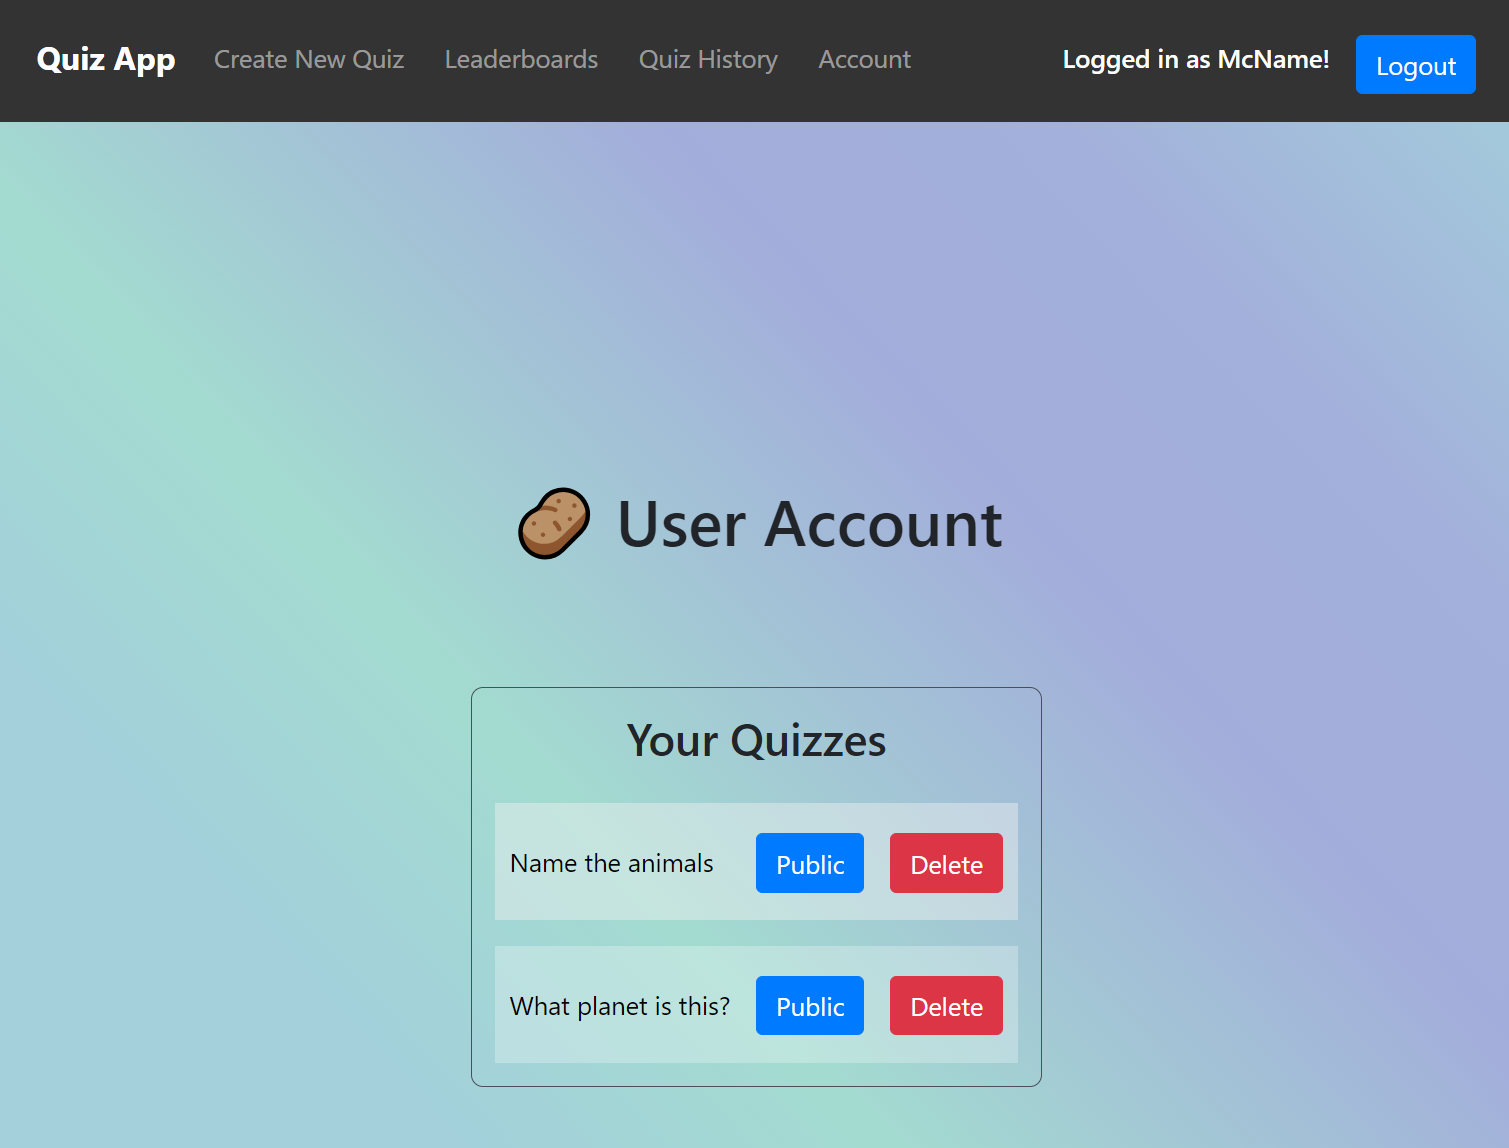 Quiz App Create New Quiz Leaderboards Quiz History Account Logged in as McName! Logout
User Account
Your Quizzes
Name the animals Public Delete
What planet is this? Public Delete